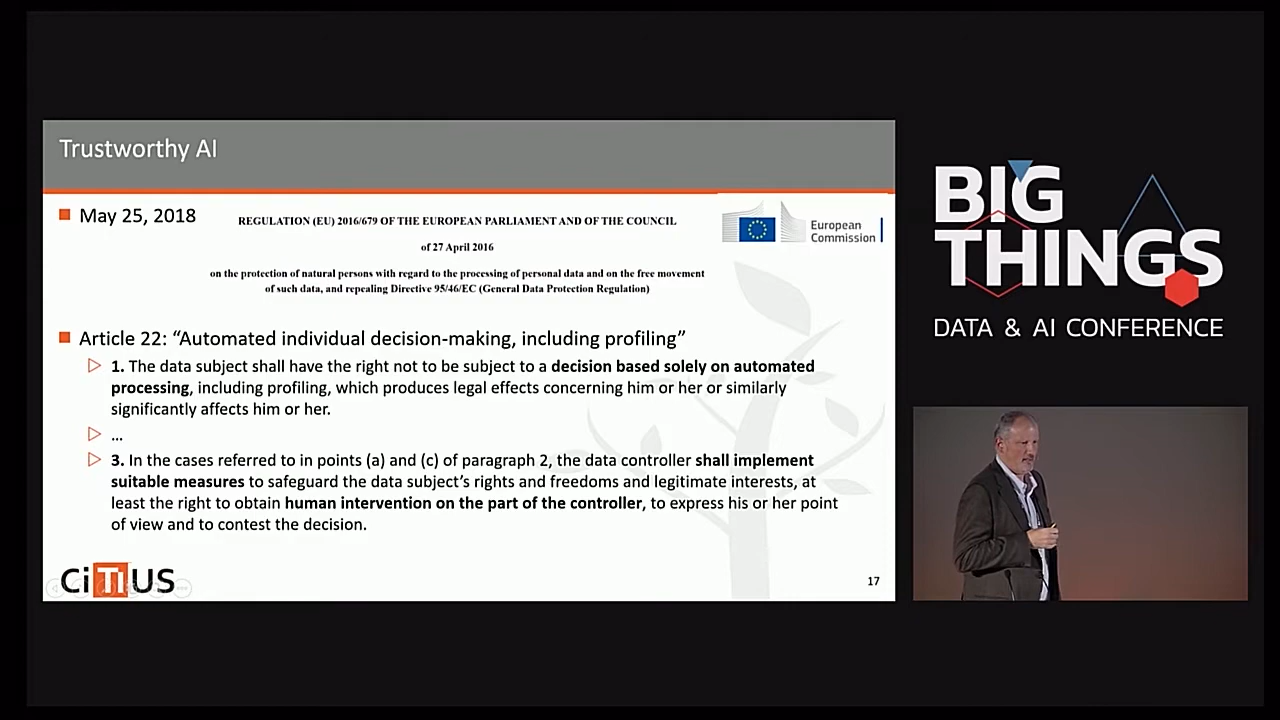 Trustworthy AI
May 25, 2018
REGULATION (EU) 2016/679 OF THE EUROPEAN PARLIAMENT AND OF THE COUNCIL
of 27 April 2016
on the protection of natural persons with regard to the processing of personal data and on the free movement
of such data, and repealing Directive 95/46/EC (General Data Protection Regulation)
European
Commission
Article 22: “Automated individual decision-making, including profiling”
1. The data subject shall have the right not to be subject to a decision based solely on automated
processing, including profiling, which produces legal effects concerning him or her or similarly
significantly affects him or her.
...
3. In the cases referred to in points (a) and (c) of paragraph 2, the data controller shall implement
suitable measures to safeguard the data subject’s rights and freedoms and legitimate interests, at
least the right to obtain human intervention on the part of the controller, to express his or her point
of view and to contest the decision.
CiTIUS
17
BIG
THINGS
DATA & AI CONFERENCE